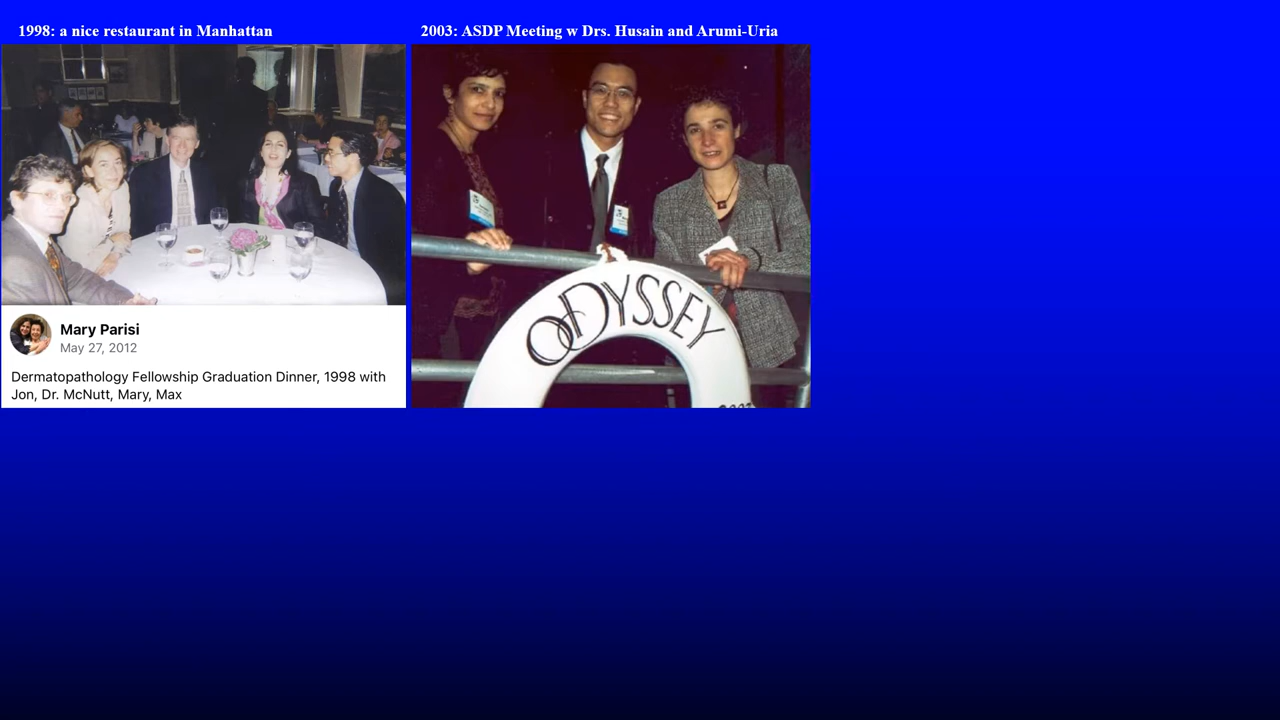 1998: a nice restaurant in Manhattan
2003: ASDP Meeting w Drs. Husain and Arumi-Uria
ODYSSEY
Mary Parisi
May 27, 2012
Dermatopathology Fellowship Graduation Dinner, 1998 with
Jon, Dr. McNutt, Mary, Max